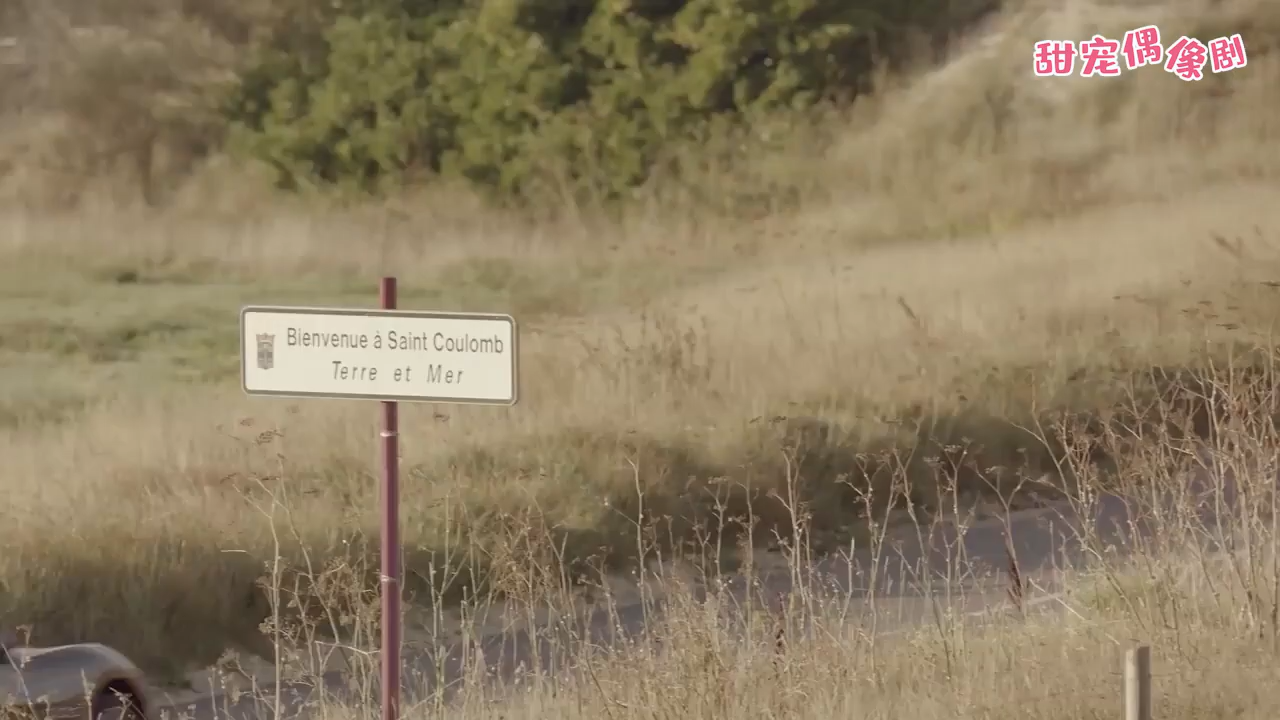 甜宠偶像剧
Bienvenue à Saint Coulomb
Terre et Mer